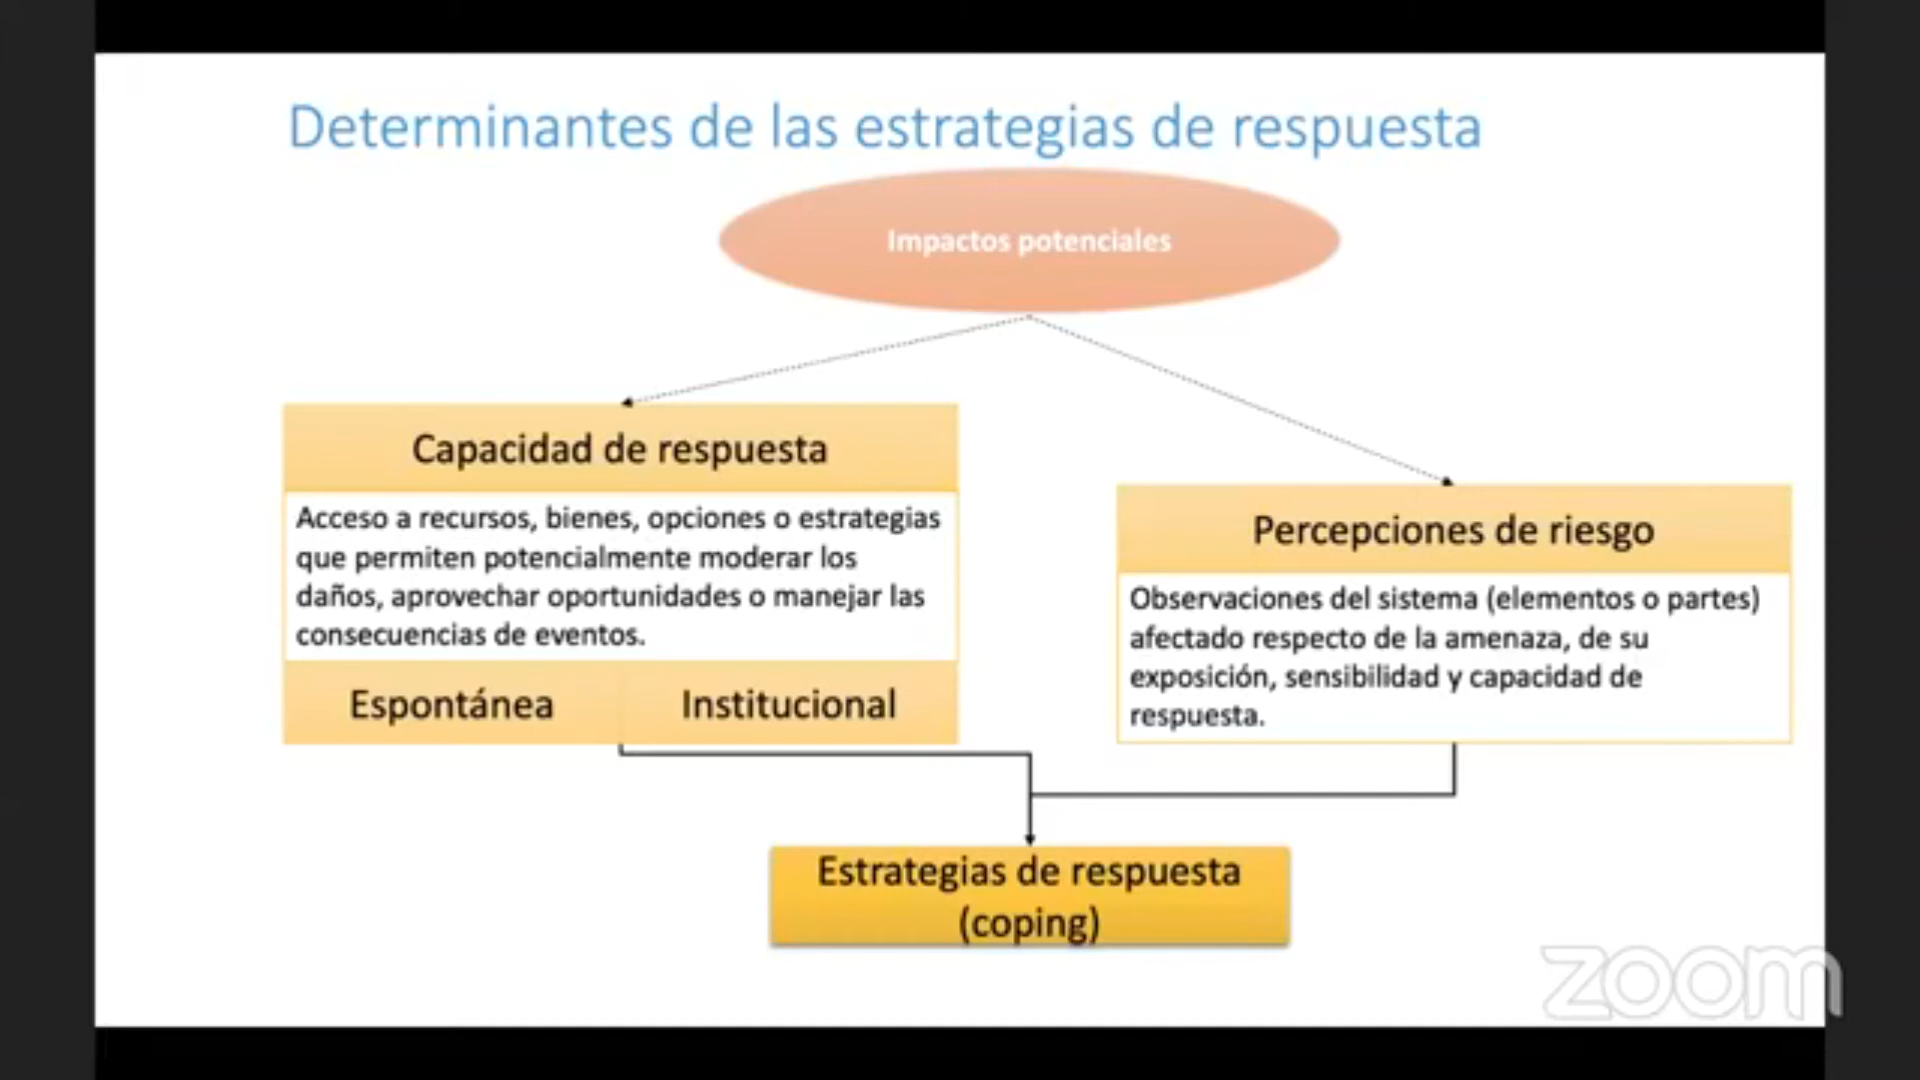 Determinantes de las estrategias de respuesta
Impactos potenciales
Capacidad de respuesta
Acceso a recursos, bienes, opciones o estrategias
que permiten potencialmente moderar los
daños, aprovechar oportunidades o manejar las
consecuencias de eventos.
Espontánea
Institucional
Percepciones de riesgo
Observaciones del sistema (elementos o partes)
afectado respecto de la amenaza, de su
exposición, sensibilidad y capacidad de
respuesta.
Estrategias de respuesta
(coping)
zoom